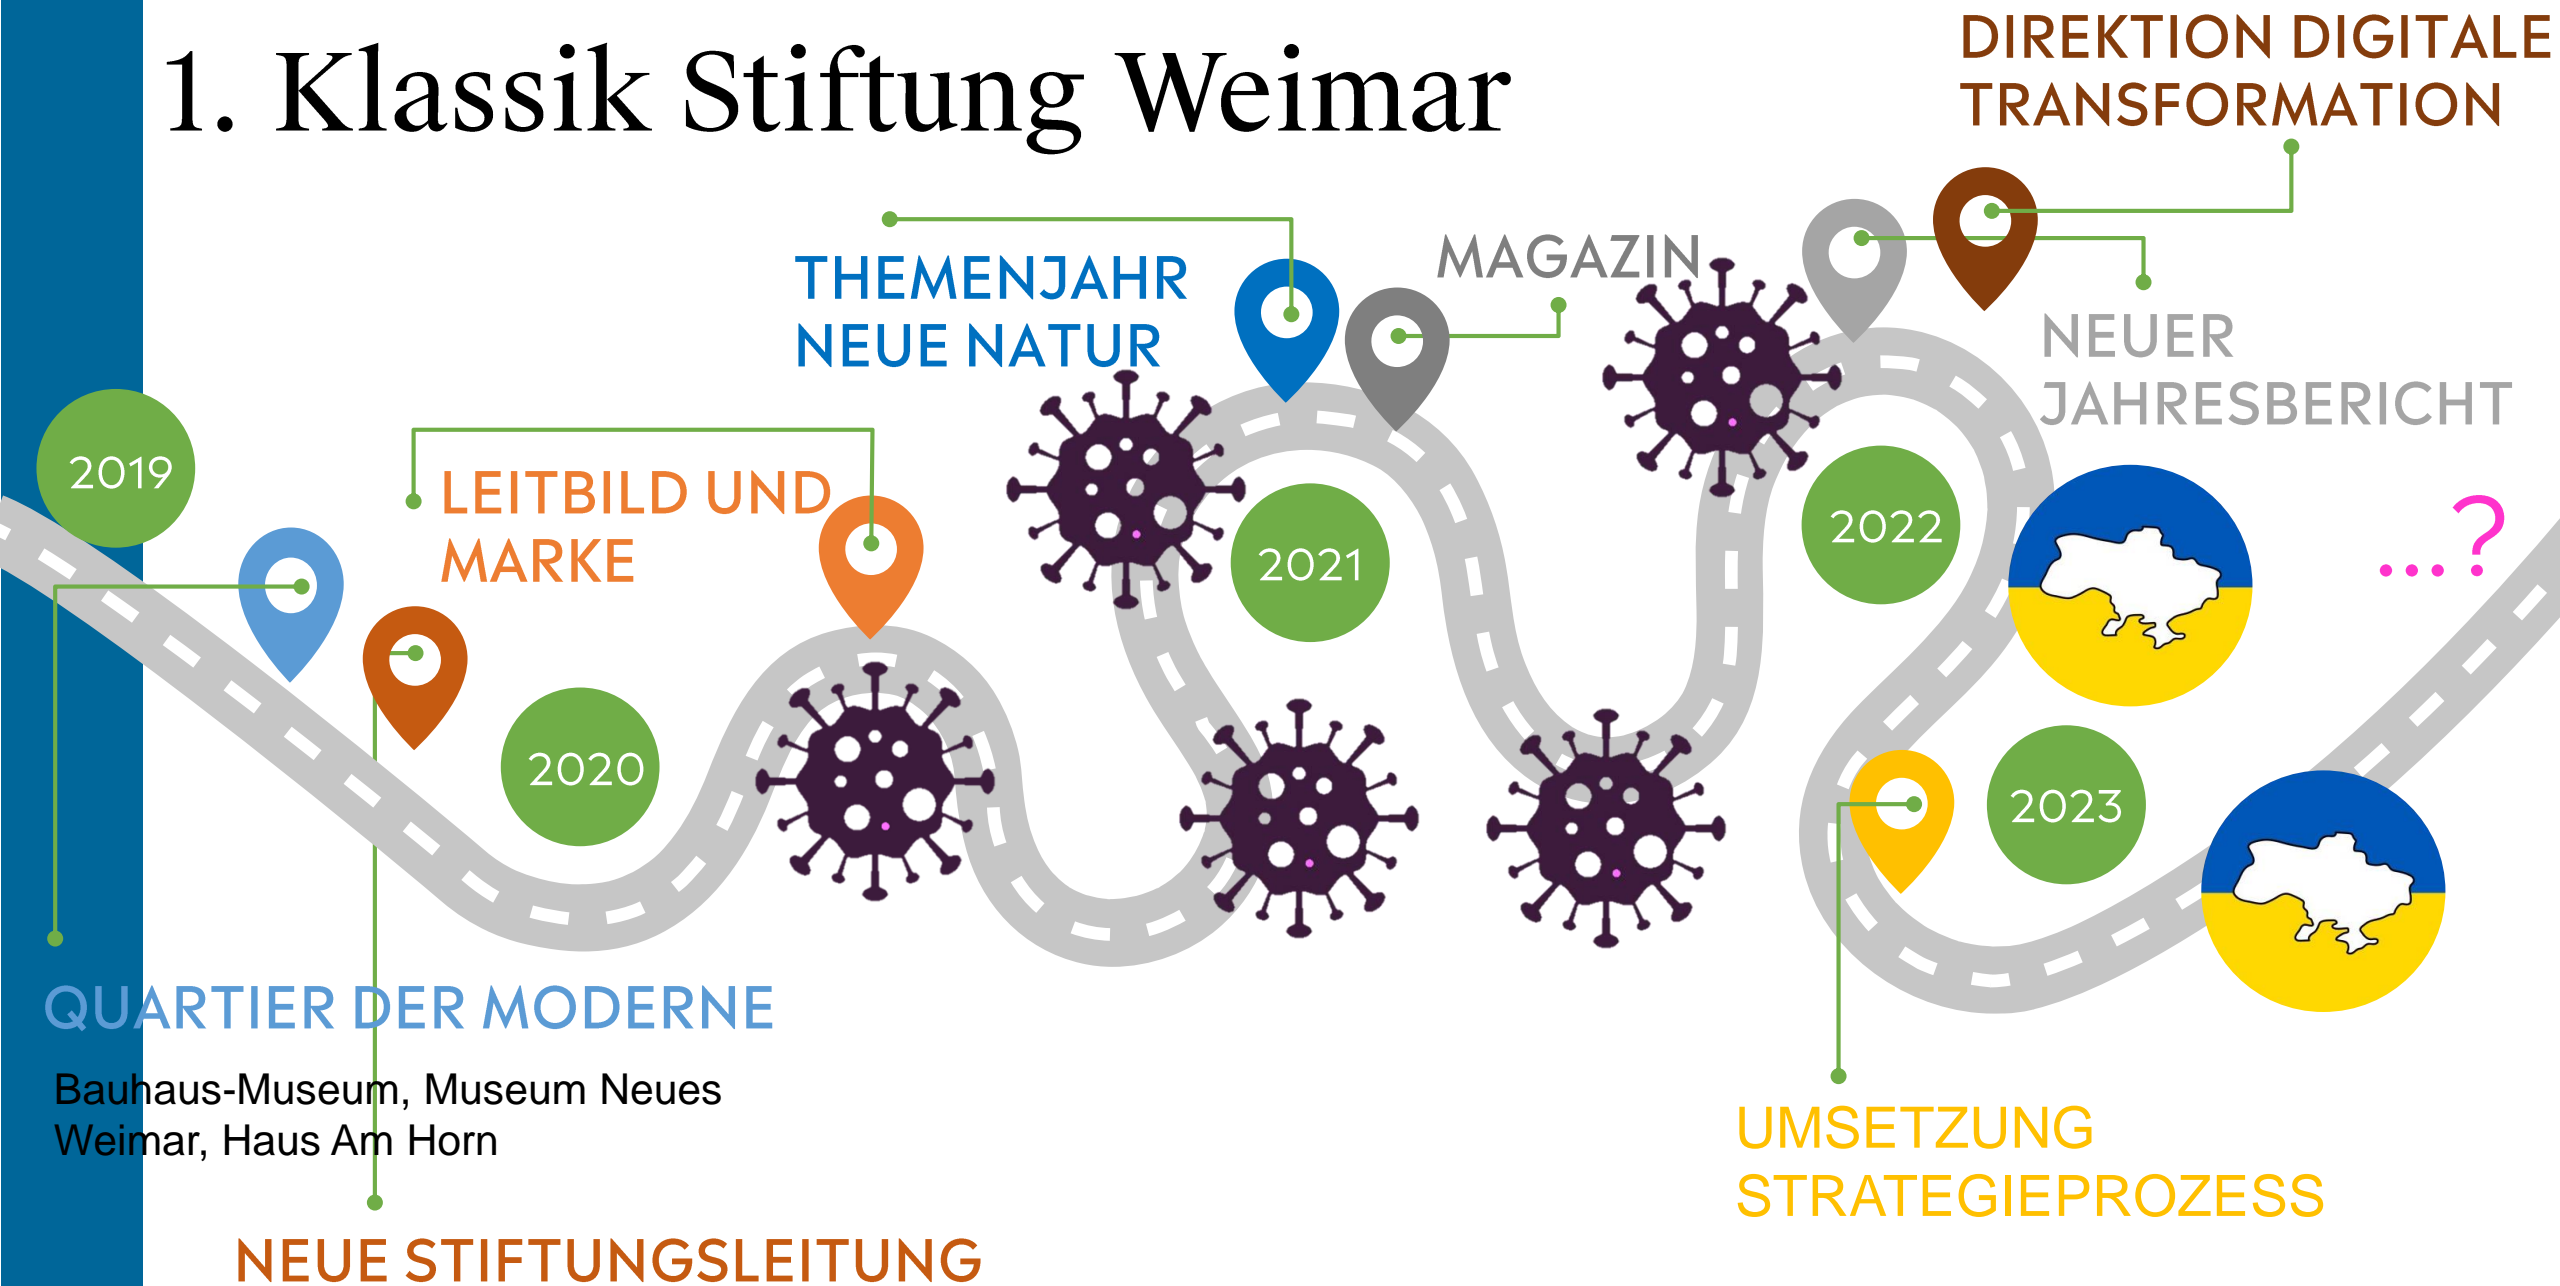 1. Klassik Stiftung Weimar
DIREKTION DIGITALE
TRANSFORMATION
THEMENJAHR
NEUE NATUR
MAGAZIN
NEUER
JAHRESBERICHT
2019
LEITBILD UND
MARKE
2020
2021
2022
...?
2023
QUARTIER DER MODERNE
Bauhaus-Museum, Museum Neues
Weimar, Haus Am Horn
NEUE STIFTUNGSLEITUNG
UMSETZUNG
STRATEGIEPROZESS